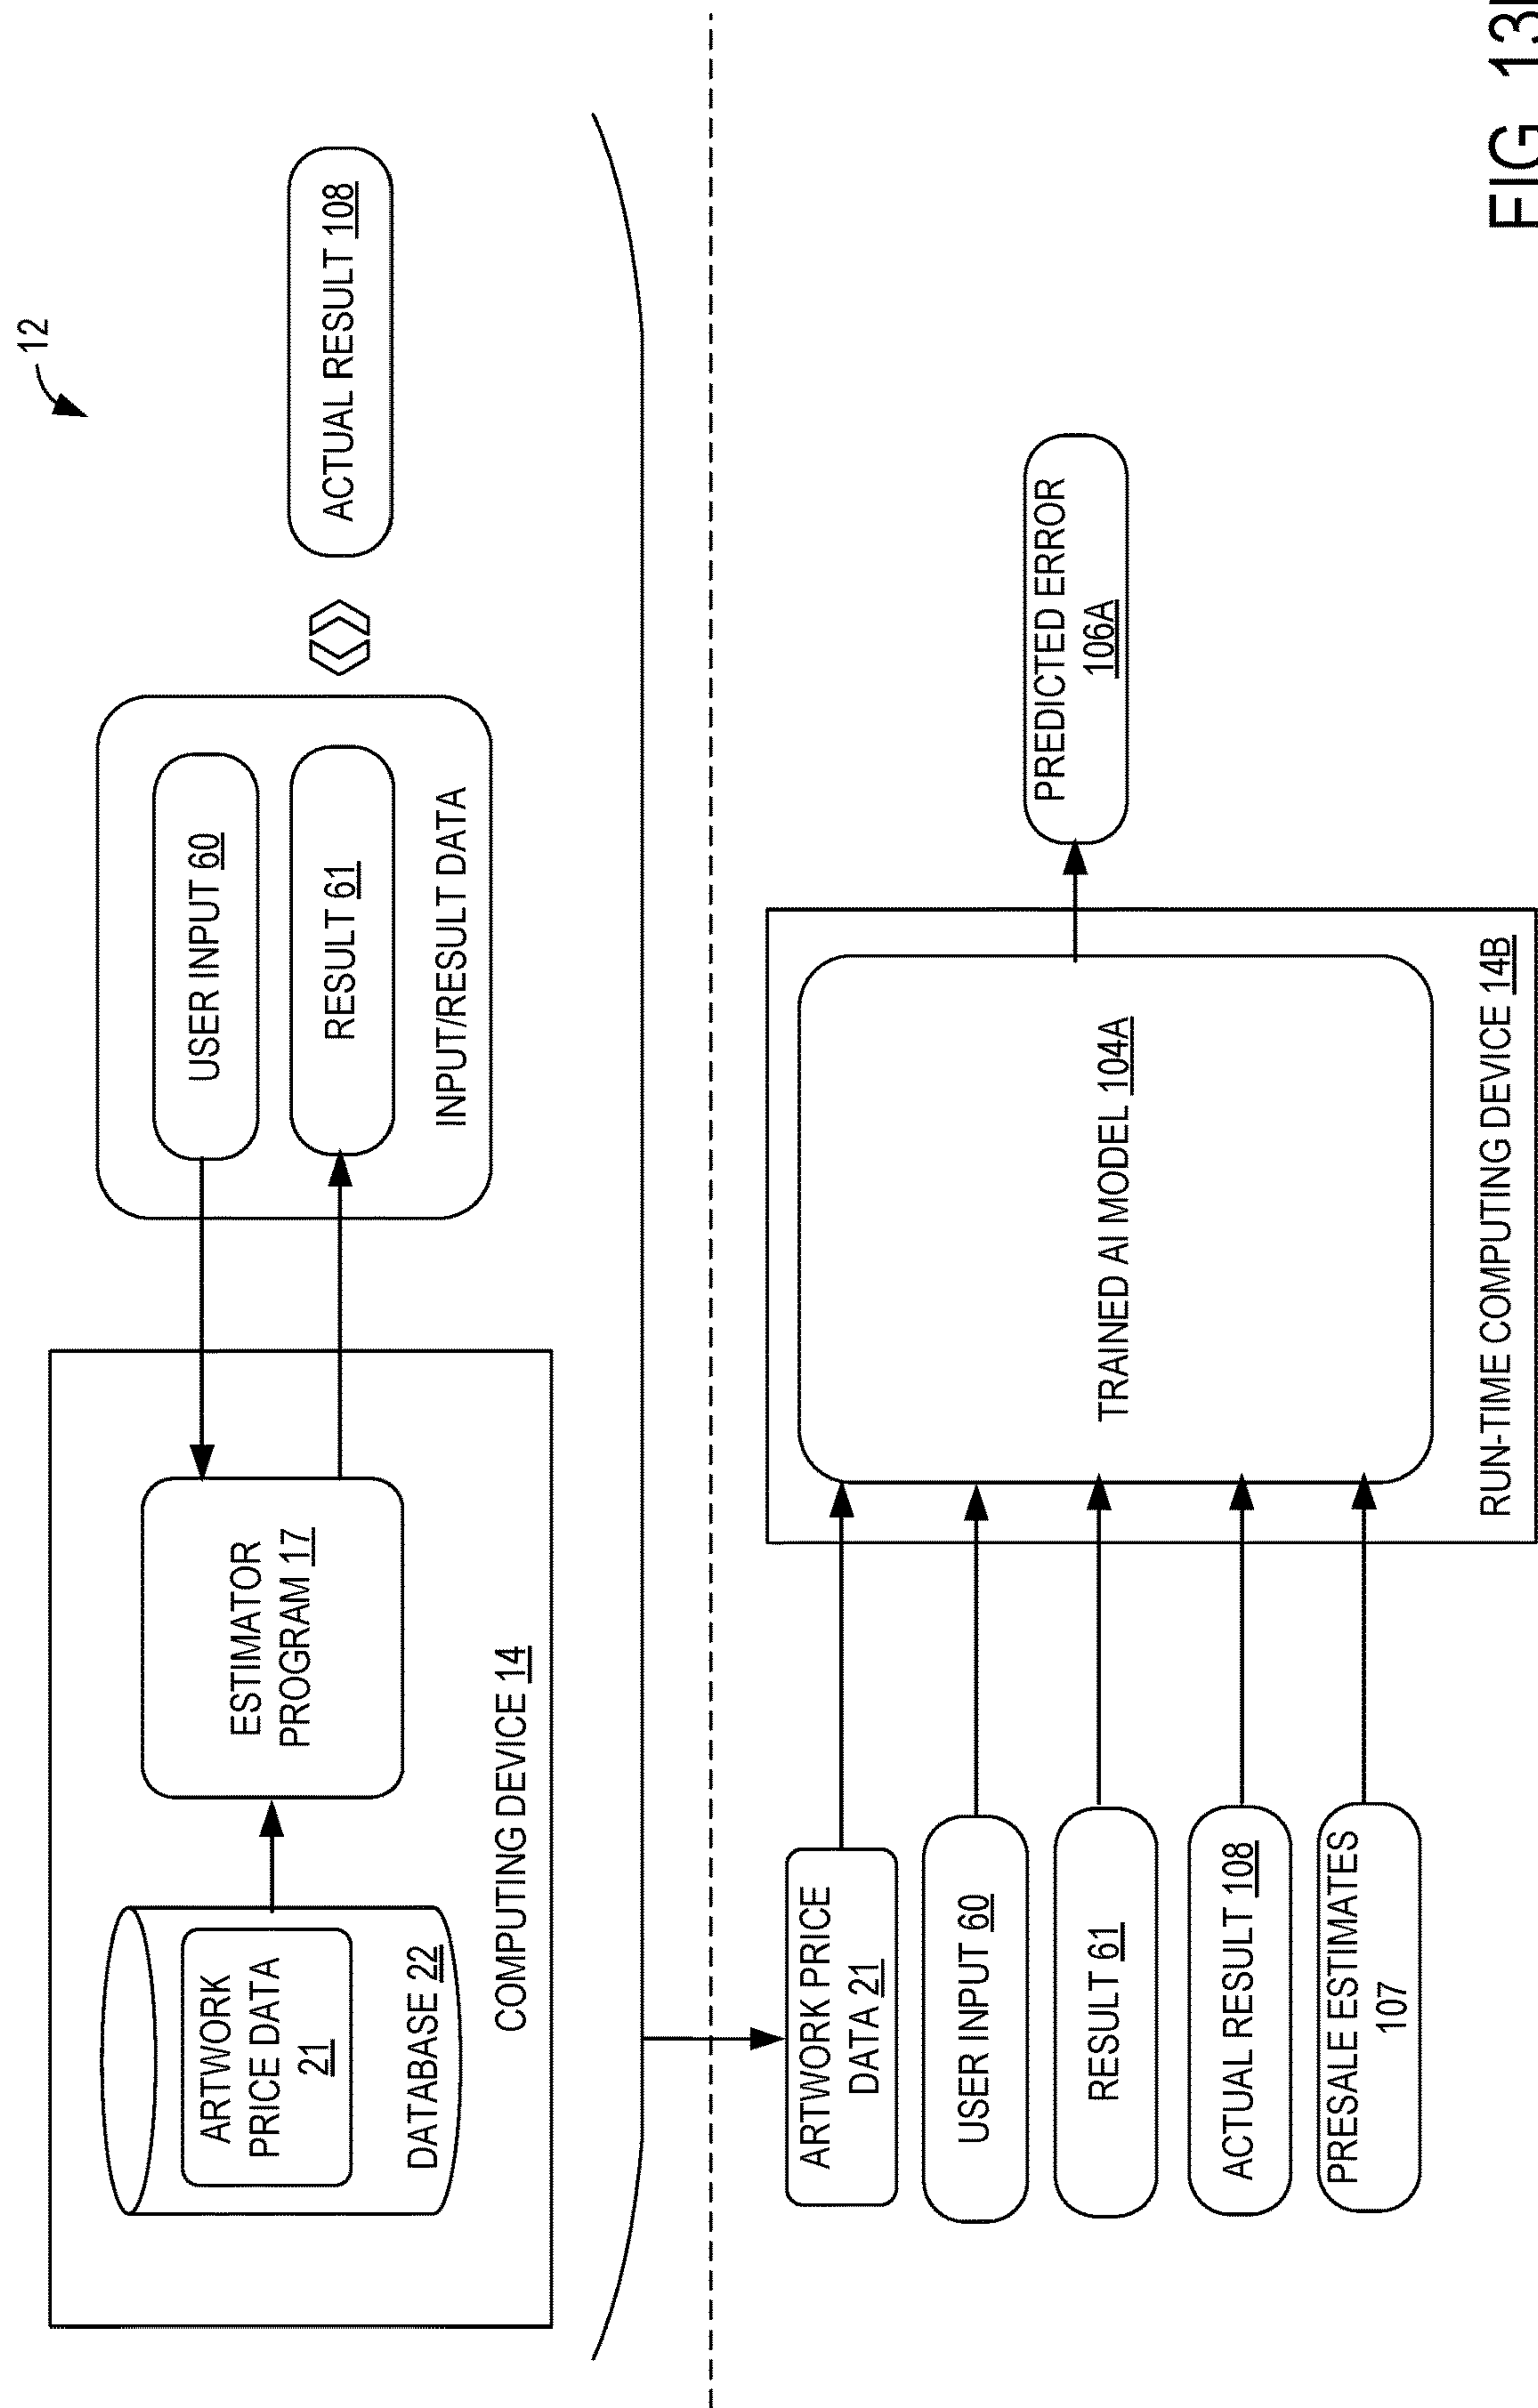 12
ARTWORK
PRICE DATA
21
DATABASE 22
ESTIMATOR
PROGRAM 17
COMPUTING DEVICE 14
USER INPUT 60
RESULT 61
INPUT/RESULT DATA
ACTUAL RESULT 108
ARTWORK PRICE
DATA 21
USER INPUT 60
RESULT 61
ACTUAL RESULT 108
PRESALE ESTIMATES
107
TRAINED AI MODEL 104A
RUN-TIME COMPUTING DEVICE 14B
PREDICTED ERROR
106A
FIG. 13